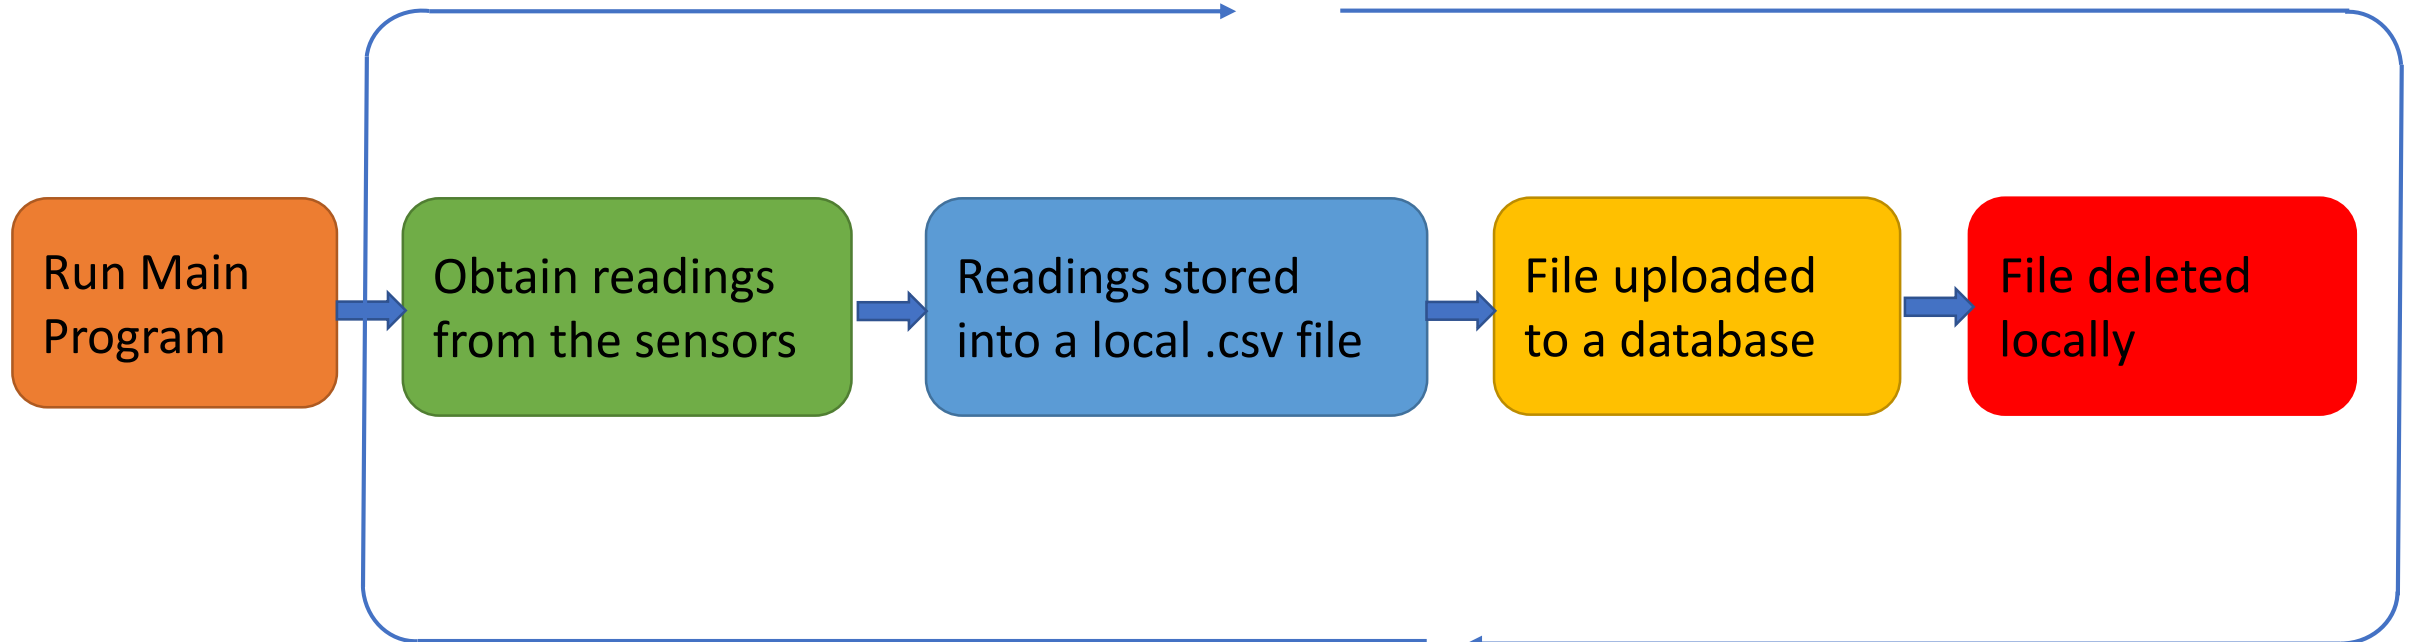 Run Main
Program
Obtain readings
from the sensors
Readings stored
into a local .csv file
File uploaded
to a database
File deleted
locally